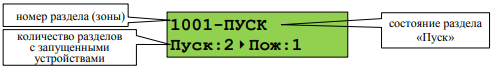 номер раздела (зоны)
количество разделов
с запущенными
устройствами
1001-ПУСК
Пуск:2▶Пож:1
состояние раздела
«Пуск»